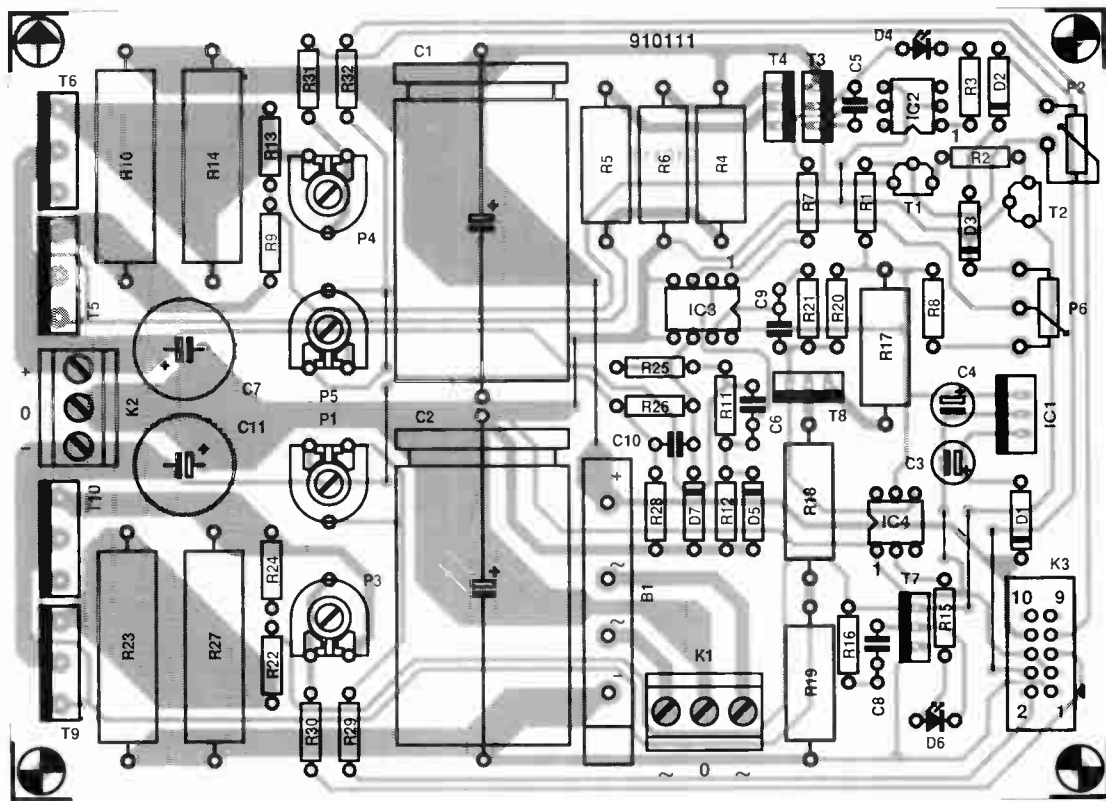 910111
T6
R10
R14
R31
R32
C1
R13
R9
P4
T5
R5
R6
R4
T4
T3
C5
D4
IC2
R3
D2
P2
1
R2
R7
R1
T1
D3
T2
1
IC3
C9
R21
R20
R17
R8
P6
+
0
-
K2
C7
C11
P5
P1
C2
R25
R26
C10
R11
C6
T8
C4
C3
IC1
T10
+
R28
D7
R12
D5
R18
IC4
1
D1
R24
R22
P3
~
~
-
B1
R23
R27
T9
R30
R29
K1
~ 0 ~
R19
R16
C8
T7
R15
D6
K3
10 9
2 1